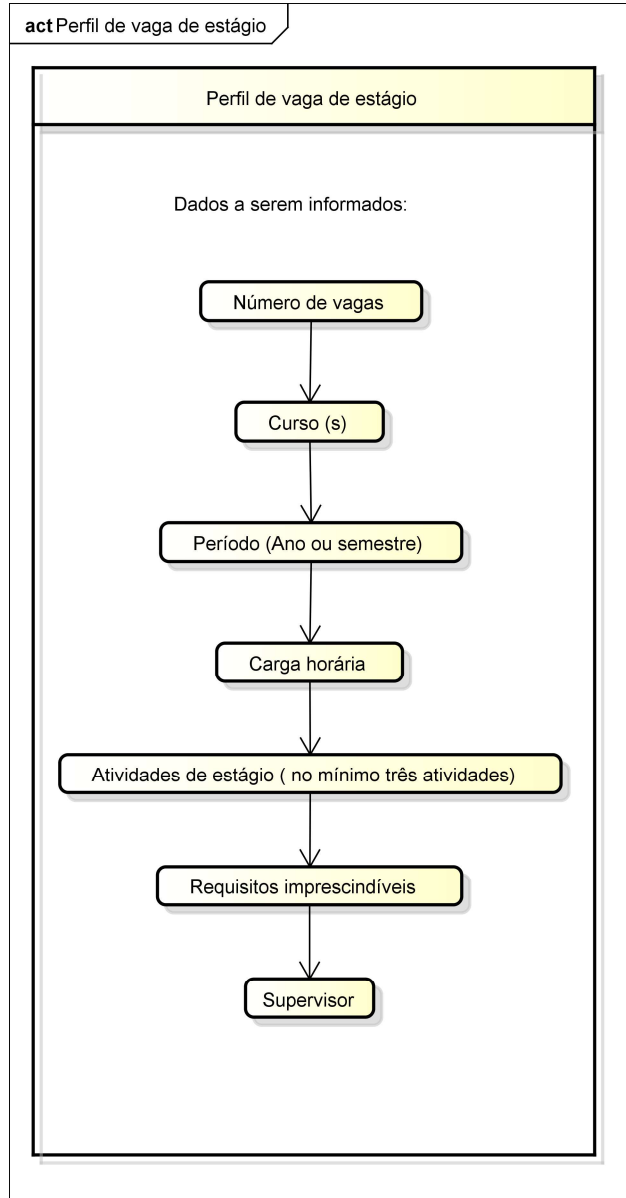 act Perfil de vaga de estágio
Perfil de vaga de estágio
Dados a serem informados:
Número de vagas
Curso (s)
Período (Ano ou semestre)
Carga horária
Atividades de estágio ( no mínimo três atividades)
Requisitos imprescindíveis
Supervisor